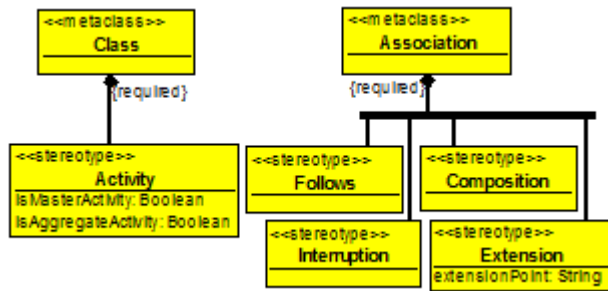 <<metaclass>>
Class
{required}
<<metaclass>>
Association
{required}
<<stereotype>>
Activity
isMasterActivity: Boolean
isAggregateActivity: Boolean
<<stereotype>>
Follows
<<stereotype>>
Composition
<<stereotype>>
Interruption
<<stereotype>>
Extension
extensionPoint: String